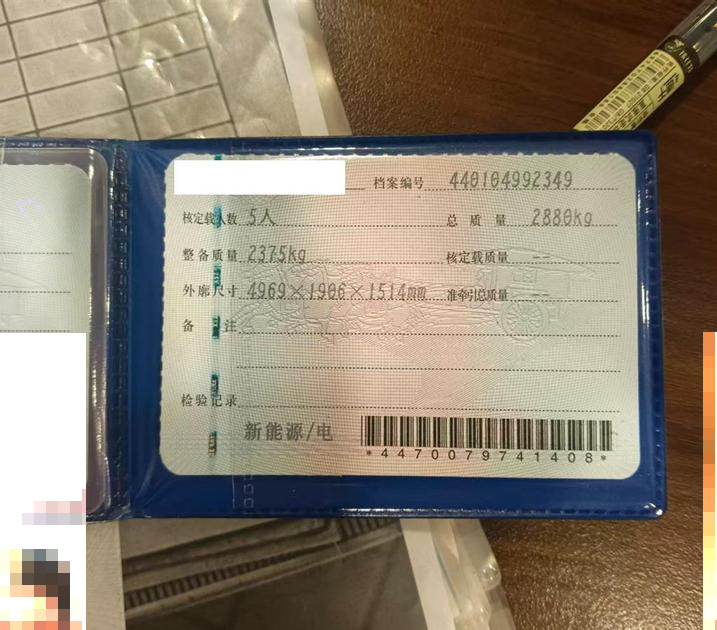 档案编号 440104992349
核定载人数 5人 总质量 2880kg
整备质量 2375kg 核定载质量 --
外廓尺寸 4969×1906×1514mm 准牵引总质量 --
备注
检验记录
新能源/电
*4470079741408*